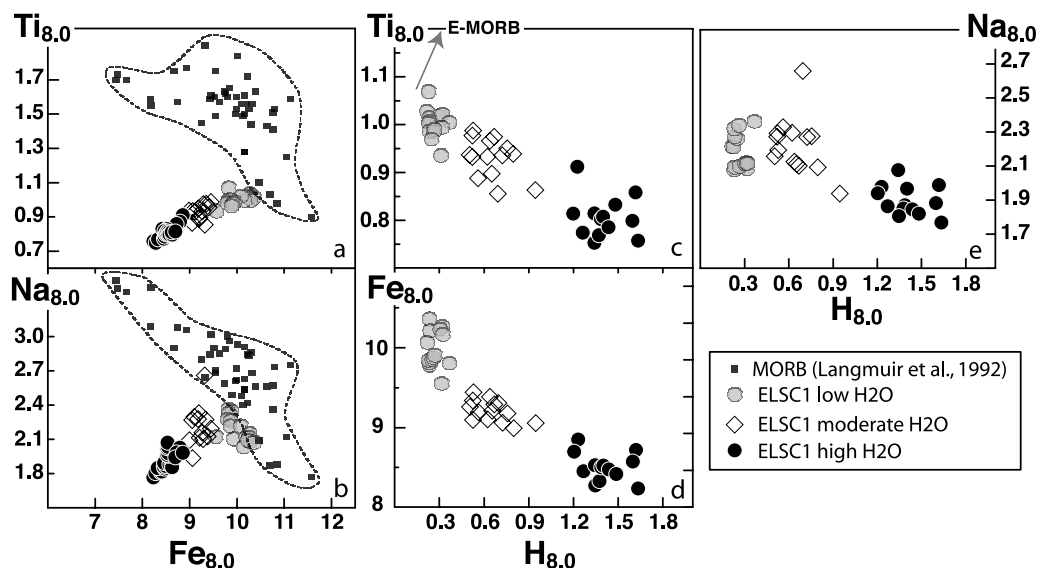 Ti8.0
1.7
1.5
1.3
1.1
0.9
0.7
a
Na8.0
3.0
2.7
2.4
2.1
1.8
b
7 8 9 10 11 12
Fe8.0
Ti8.0
E-MORB
1.1
1.0
0.9
0.8
0.7
c
Fe8.0
10
9
8
d
0.3 0.6 0.9 1.2 1.5 1.8
H8.0
Na8.0
2.7
2.5
2.3
2.1
1.9
1.7
e
0.3 0.6 0.9 1.2 1.5 1.8
H8.0
MORB (Langmuir et al., 1992)
ELSC1 low H2O
ELSC1 moderate H2O
ELSC1 high H2O